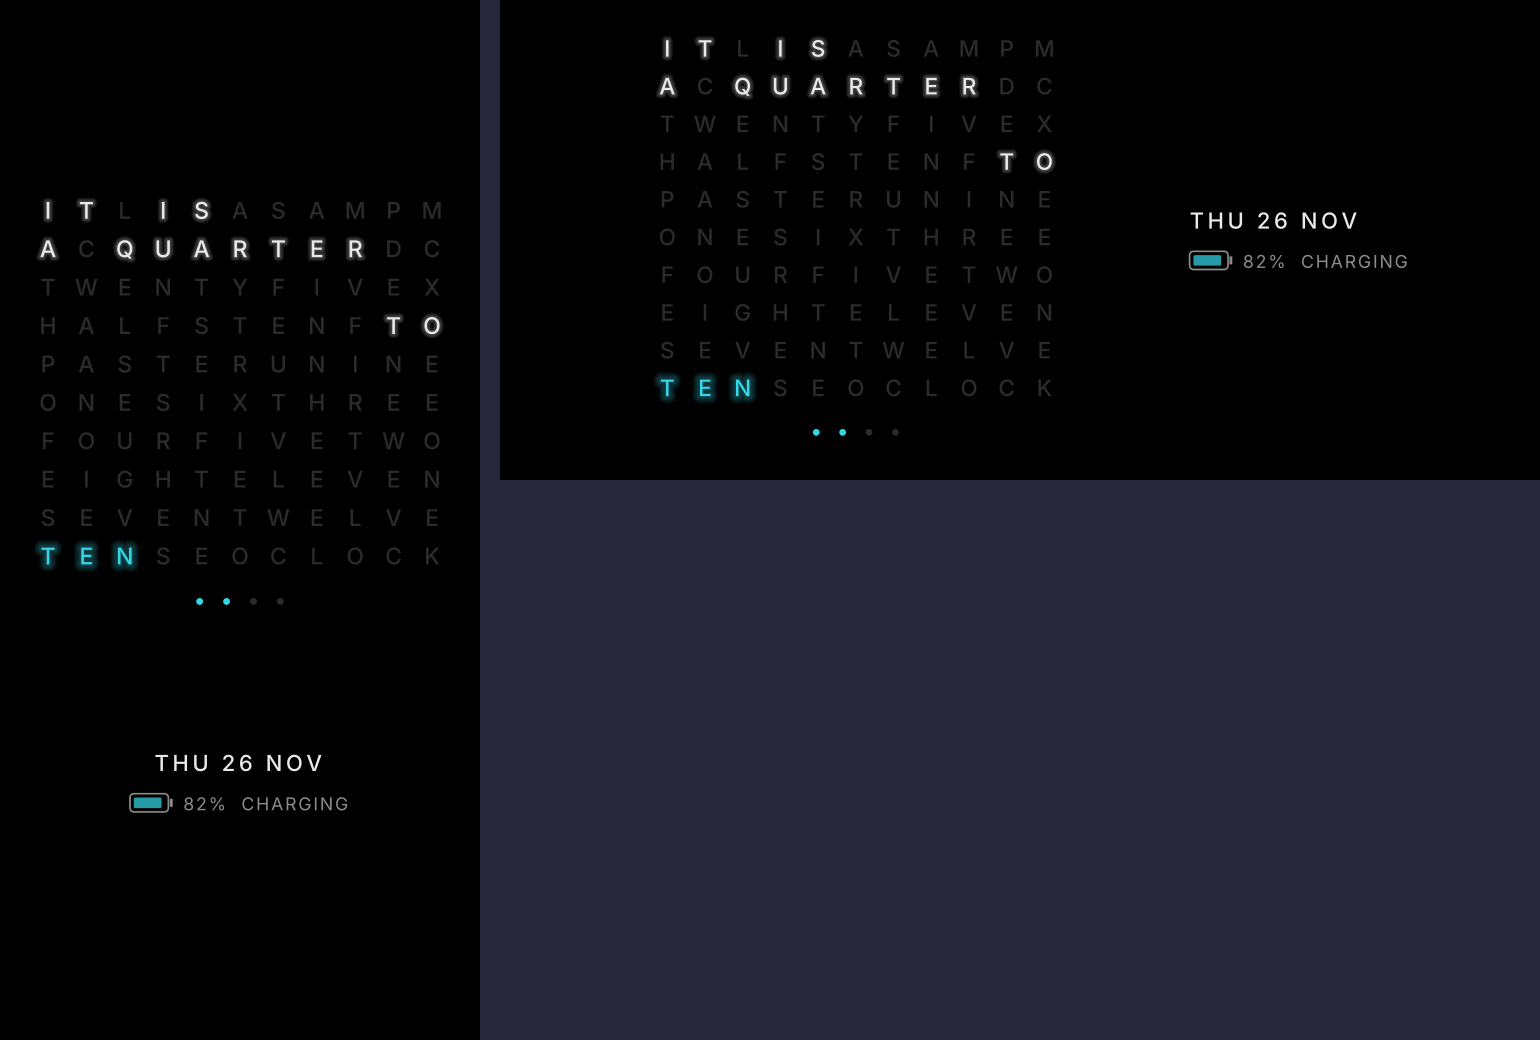 I T L I S A S A M P M
A C Q U A R T E R D C
T W E N T Y F I V E X
H A L F S T E N F T O
P A S T E R U N I N E
O N E S I X T H R E E
F O U R F I V E T W O
E I G H T E L E V E N
S E V E N T W E L V E
T E N S E O C L O C K
THU 26 NOV
82% CHARGING
I T L I S A S A M P M
A C Q U A R T E R D C
T W E N T Y F I V E X
H A L F S T E N F T O
P A S T E R U N I N E
O N E S I X T H R E E
F O U R F I V E T W O
E I G H T E L E V E N
S E V E N T W E L V E
T E N S E O C L O C K
THU 26 NOV
82% CHARGING